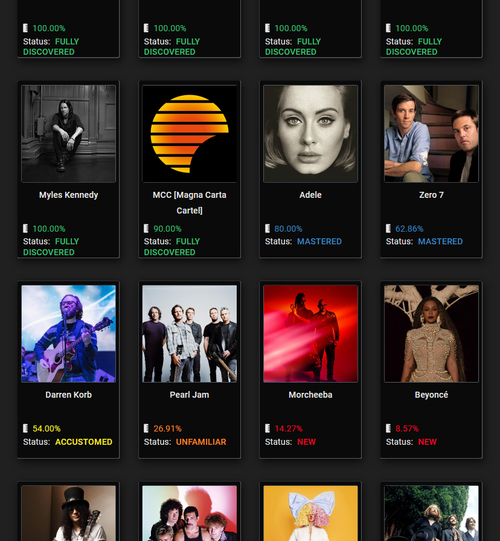 100.00% 100.00% 100.00% 100.00%
Status: FULLY Status: FULLY Status: FULLY Status: FULLY
DISCOVERED DISCOVERED DISCOVERED DISCOVERED
Myles Kennedy MCC [Magna Carta Adele Zero 7
Cartel]
100.00% 90.00% 80.00% 62.86%
Status: FULLY Status: FULLY Status: MASTERED Status: MASTERED
DISCOVERED DISCOVERED
Darren Korb Pearl Jam Morcheeba Beyoncé
54.00% 26.91% 14.27% 8.57%
Status: ACCUSTOMED Status: UNFAMILIAR Status: NEW Status: NEW